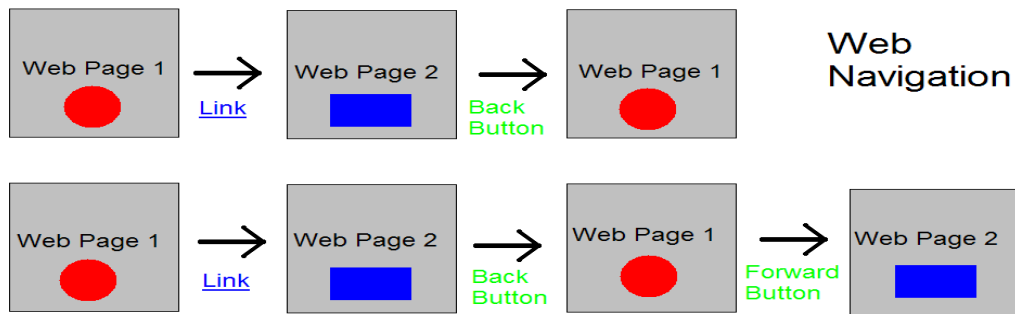 Web
Navigation
Web Page 1
Link
Web Page 2
Back
Button
Web Page 1
Web Page 1
Link
Web Page 2
Back
Button
Web Page 1
Forward
Button
Web Page 2